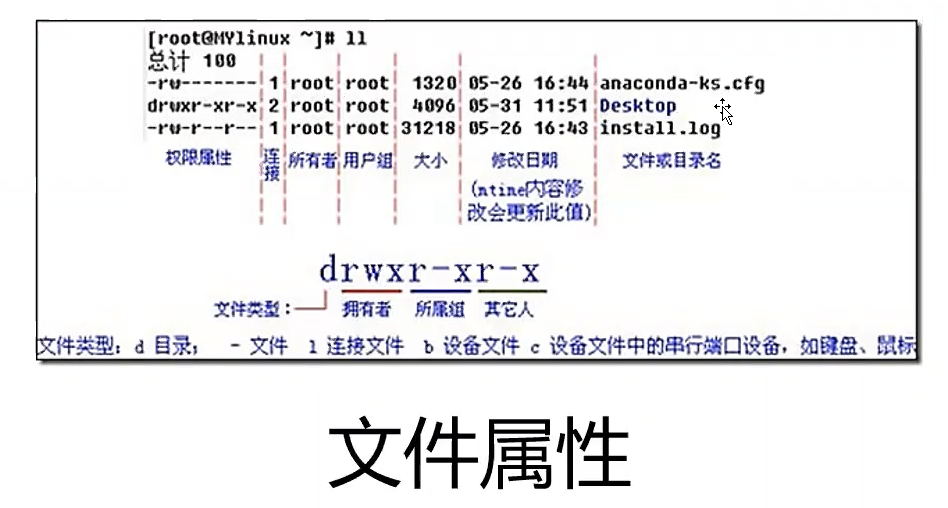 [root@MYlinux ~]# ll
总计 100
-rw------- 1 root root 1320 05-26 16:44 anaconda-ks.cfg
drwxr-xr-x 2 root root 4096 05-31 11:51 Desktop
-rw-r--r-- 1 root root 31218 05-26 16:43 install.log
权限属性 连接 所有者 用户组 大小 修改日期 文件或目录名
(mtime内容修
改会更新此值)
drwxr-xr-x
文件类型: 拥有者 所属组 其它人
文件类型: d 目录; - 文件 l 连接文件 b 设备文件 c 设备文件中的串行端口设备，如键盘、鼠标
文件属性